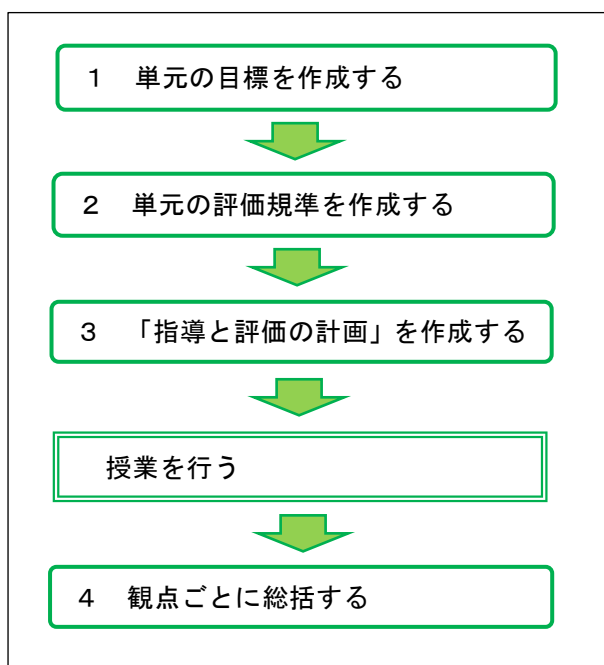 １　単元の目標を作成する
２　単元の評価規準を作成する
３　「指導と評価の計画」を作成する
授業を行う
４　観点ごとに総括する